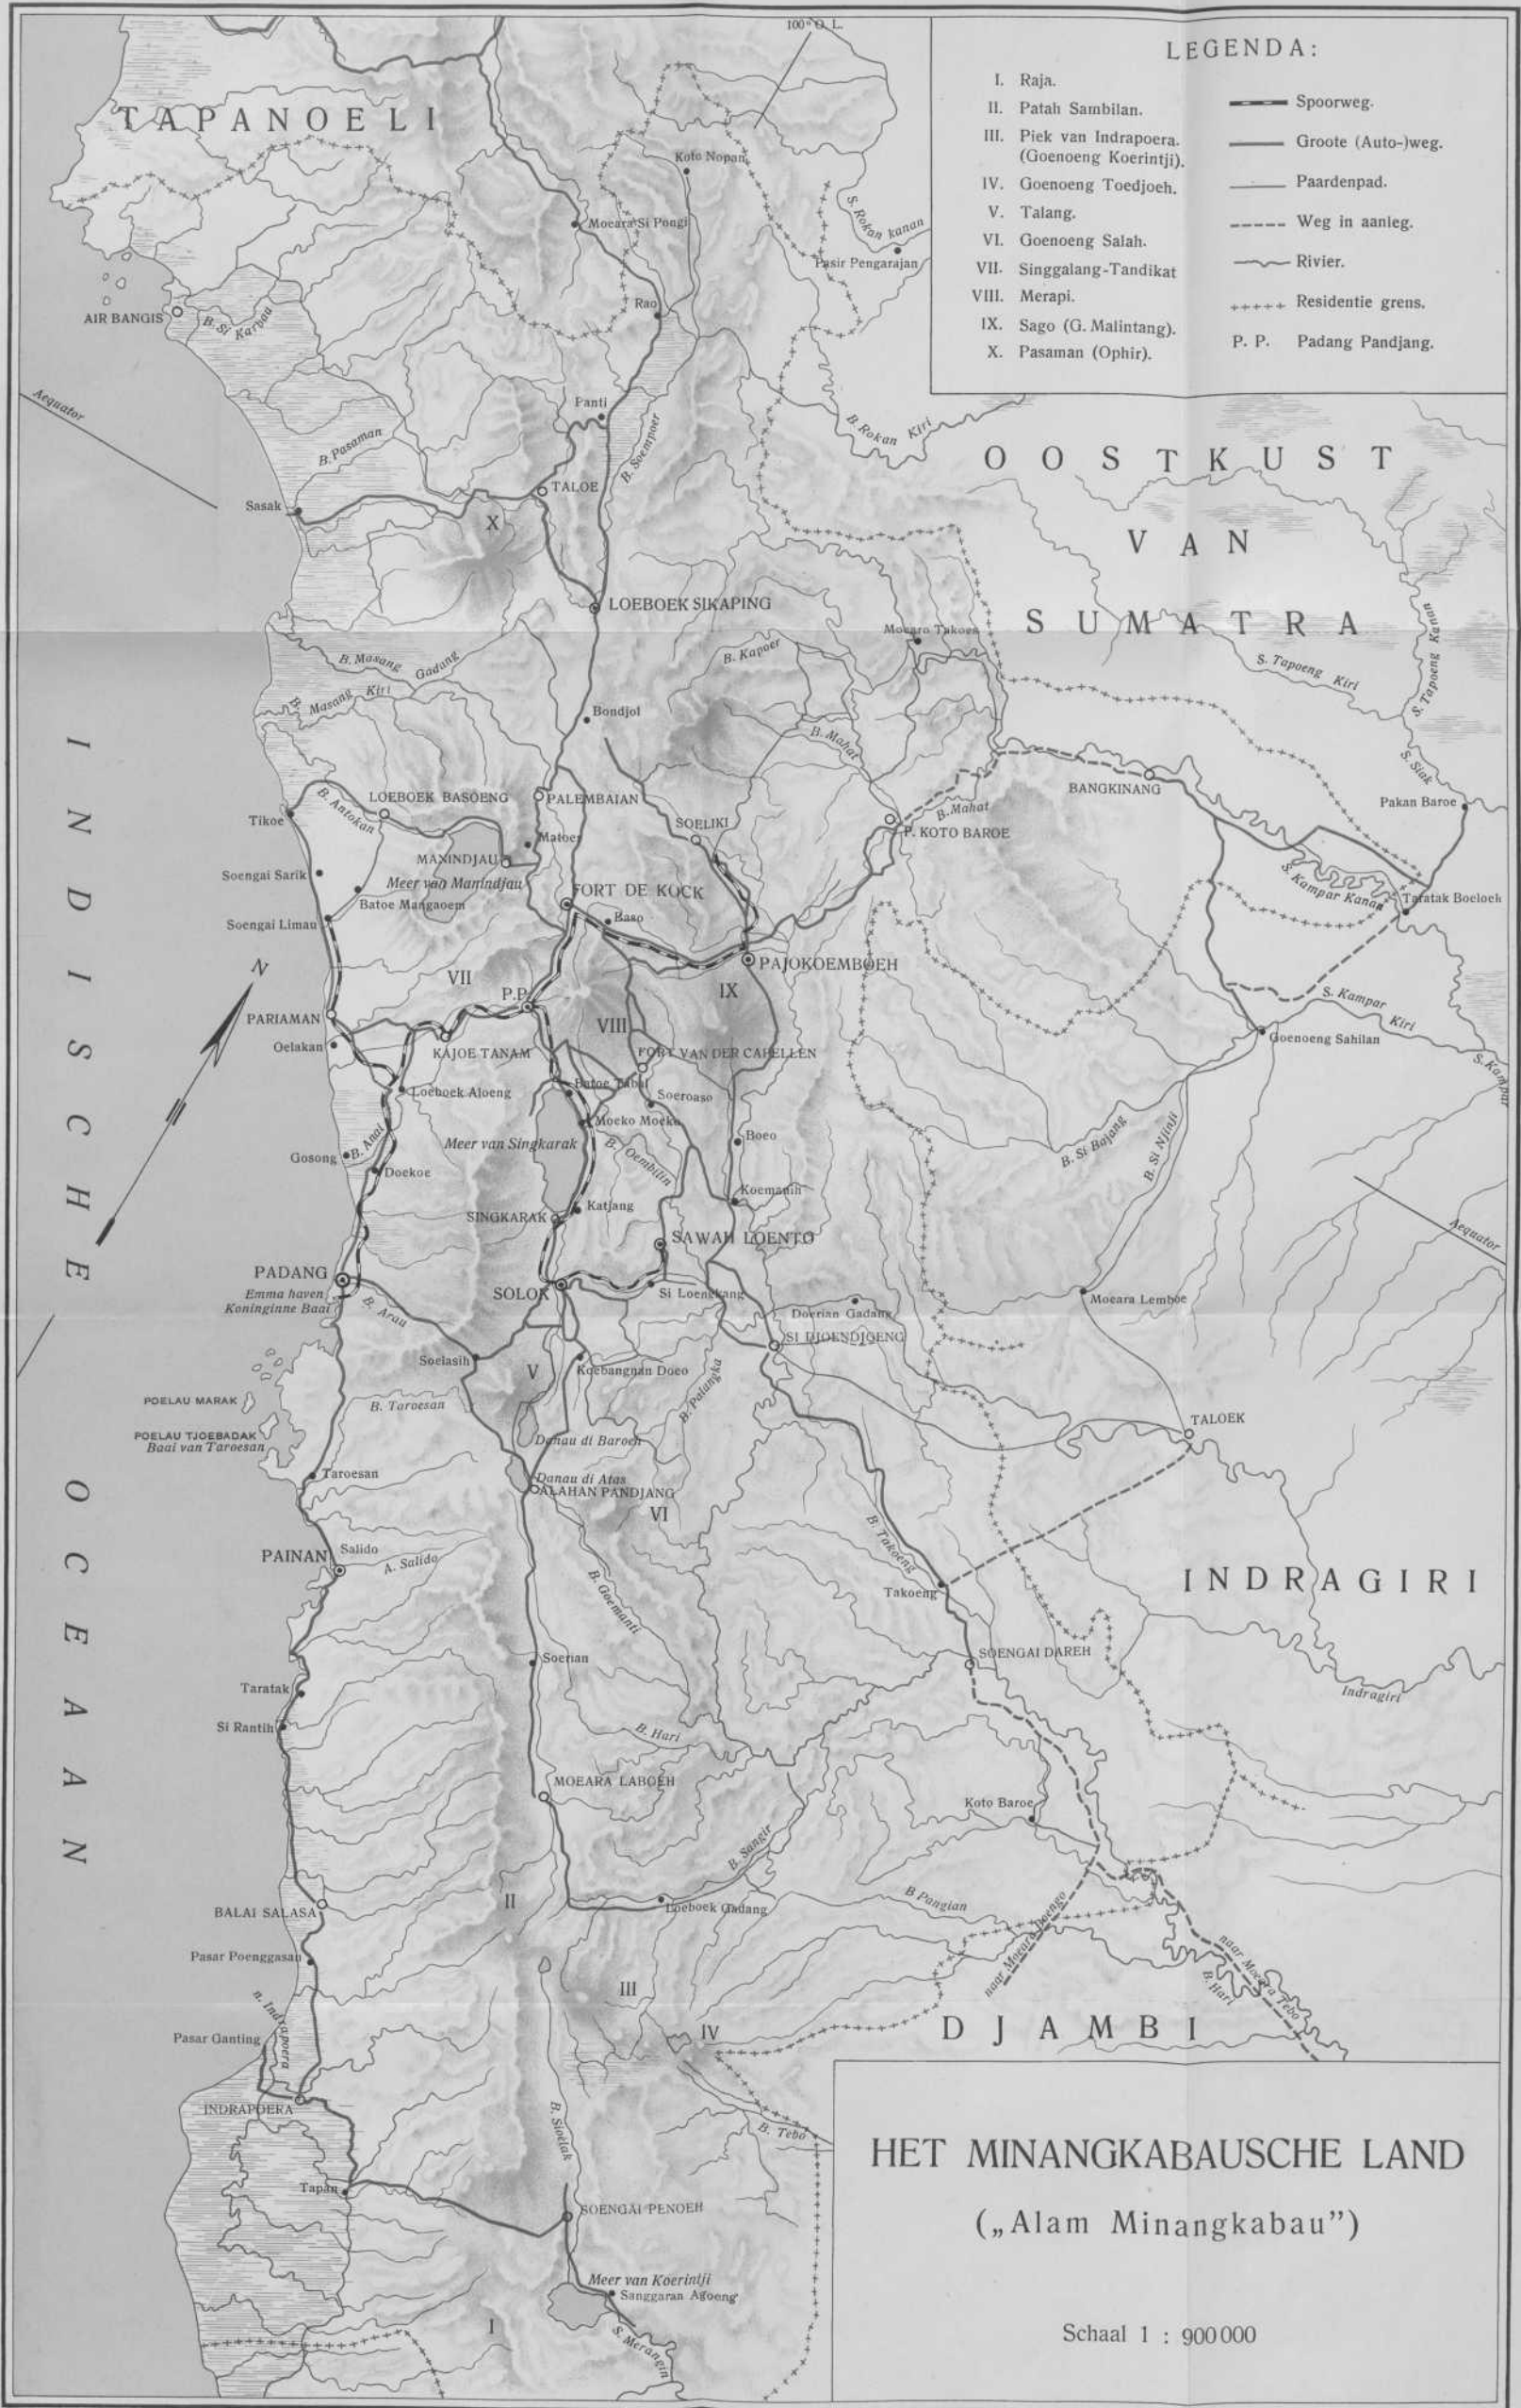 100° O. L.
LEGENDA:
I. Raja.
II. Patah Sambilan.
III. Piek van Indrapoera.
(Goenoeng Koerintji).
IV. Goenoeng Toedjoeh.
V. Talang.
VI. Goenoeng Salah.
VII. Singgalang-Tandikat
VIII. Merapi.
IX. Sago (G. Malintang).
X. Pasaman (Ophir).
Spoorweg.
Groote (Auto-)weg.
Paardenpad.
Weg in aanleg.
Rivier.
Residentie grens.
P. P. Padang Pandjang.
TAPANOELI
Koto Nopan
Moeara Si Pongi
S. Rokan kanan
Pasir Pengarajan
Rao
AIR BANGIS
B. Si Karbau
Aequator
Panti
B. Soempoer
B. Rokan Kiri
B. Pasaman
TALOE
Sasak
X
OOSTKUST
VAN
SUMATRA
LOEBOEK SIKAPING
Moearo Takoes
B. Kapoer
S. Tapoeng Kiri
S. Tapoeng Kanan
B. Masang Gadang
B. Masang Kiri
Bondjol
B. Mahat
S. Siak
BANGKINANG
Pakan Baroe
LOEBOEK BASOENG
PALEMBAIAN
B. Antokan
Tikoe
SOELIKI
B. Mahat
P. KOTO BAROE
Matoer
MANINDJAU
Meer van Manindjau
Soengai Sarik
Batoe Mangaoem
FORT DE KOCK
S. Kampar Kanan
Taratak Boeloeh
Soengai Limau
Baso
PAJOKOEMBOEH
N
VII
P.P.
IX
S. Kampar Kiri
PARIAMAN
VIII
Oelakan
KAJOE TANAM
FORT VAN DER CAPELLEN
Goenoeng Sahilan
S. Kampar
Loeboek Aloeng
Batoe Tabal
Soeroaso
Moeko Moeko
Meer van Singkarak
B. Oembilin
Boeo
B. Si Bajang
B. Si Njinji
Gosong
B. Anai
Doekoe
Koemanih
Katjang
SINGKARAK
SAWAH LOENTO
Aequator
PADANG
Emma haven
Koninginne Baai
B. Arau
SOLOK
Si Loengkang
Doerian Gadang
Moeara Lemboe
SI DJOENDJOENG
Soelasih
V
Koebangnan Doeo
B. Palangka
POELAU MARAK
B. Taroesan
TALOEK
POELAU TJOEBADAK
Baai van Taroesan
Danau di Baroeh
Taroesan
Danau di Atas
ALAHAN PANDJANG
VI
B. Takoeng
PAINAN
Salido
A. Salido
B. Goemanti
Takoeng
INDRAGIRI
Soerian
SOENGAI DAREH
Taratak
Indragiri
Si Rantih
B. Hari
MOEARA LABOEH
Koto Baroe
B. Sangir
II
BALAI SALASA
Loeboek Gadang
B Pangian
Pasar Poenggasan
naar Moeara Boengo
naar Moeara Tebo
B. Hari
III
n. Indrapoera
Pasar Ganting
IV
DJAMBI
INDRAPOERA
B. Tebo
B. Sioelak
Tapan
SOENGAI PENOEH
Meer van Koerintji
Sanggaran Agoeng
I
S. Merangin
INDISCHE OCEAAN
HET MINANGKABAUSCHE LAND
(„Alam Minangkabau”)
Schaal 1 : 900000